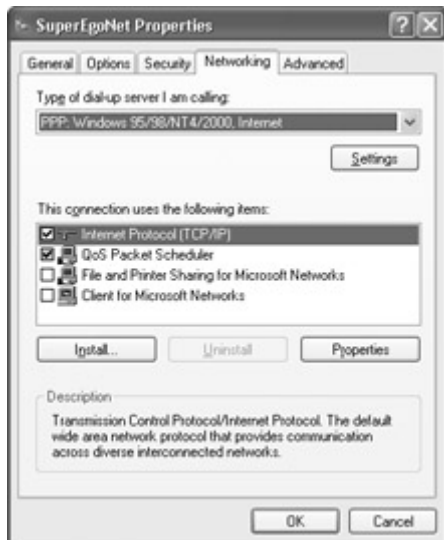 SuperEgoNet Properties
General Options Security Networking Advanced
Type of dial-up server I am calling:
PPP: Windows 95/98/NT4/2000, Internet
Settings
This connection uses the following items:
Internet Protocol (TCP/IP)
QoS Packet Scheduler
File and Printer Sharing for Microsoft Networks
Client for Microsoft Networks
Install... Uninstall Properties
Description
Transmission Control Protocol/Internet Protocol. The default
wide area network protocol that provides communication
across diverse interconnected networks.
OK Cancel